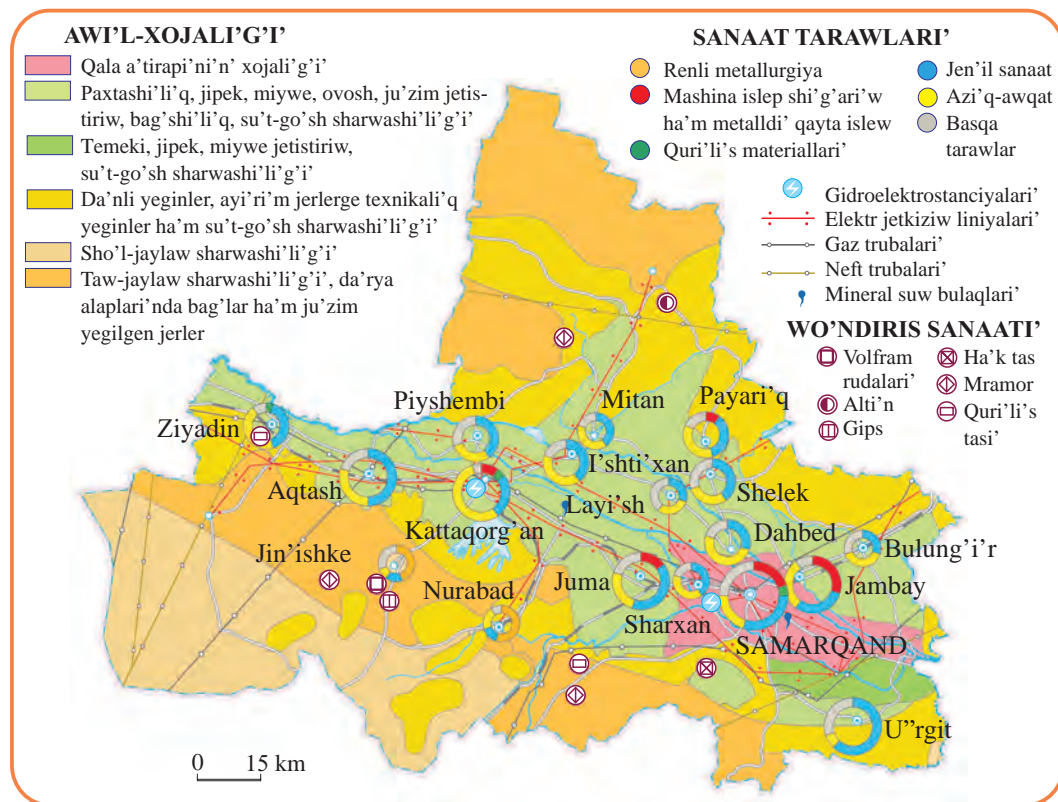 AWI'L-XOJALI'G'I'
Qala a'tirapi'ni'n' xojali'g'i'
Paxtashi'li'q, jipek, miywe, ovosh, ju'zim jetis-
tiriw, bag'shi'li'q, su't-go'sh sharwashi'li'g'i'
Temeki, jipek, miywe jetistiriw,
su't-go'sh sharwashi'li'g'i'
Da'nli yeginler, ayi'ri'm jerlerge texnikali'q
yeginler ha'm su't-go'sh sharwashi'li'g'i'
Sho'l-jaylaw sharwashi'li'g'i'
Taw-jaylaw sharwashi'li'g'i', da'rya
alaplari'nda bag'lar ha'm ju'zim
yegilgen jerler
SANAAT TARAWLARI'
Renli metallurgiya
Mashina islep shi'g'ari'w
ha'm metalldi' qayta islew
Quri'li's materiallari'
Jen'il sanaat
Azi'q-awqat
Basqa
tarawlar
Gidroelektrostanciyalari'
Elektr jetkiziw liniyalari'
Gaz trubalari'
Neft trubalari'
Mineral suw bulaqlari'
WO'NDIRIS SANAATI'
Volfram
rudalari'
Alti'n
Gips
Ha'k tas
Mramor
Quri'li's
tasi'
Ziyadin
Piyshembi
Mitan
Payari'q
Aqtash
I'shti'xan
Shelek
Kattaqorg'an
Layi'sh
Dahbed
Bulung'i'r
Jin'ishke
Nurabad
Juma
Jambay
Sharxan
SAMARQAND
U"rgit
0 15 km